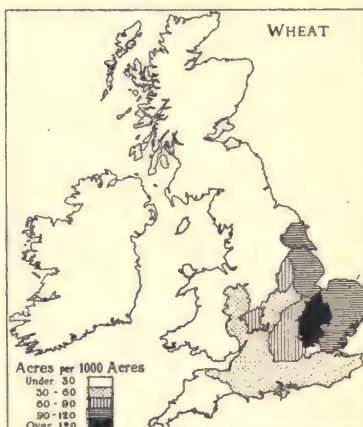 WHEAT
Acres per 1000 Acres
Under 30
30 - 60
60 - 90
90 - 120
Over 120